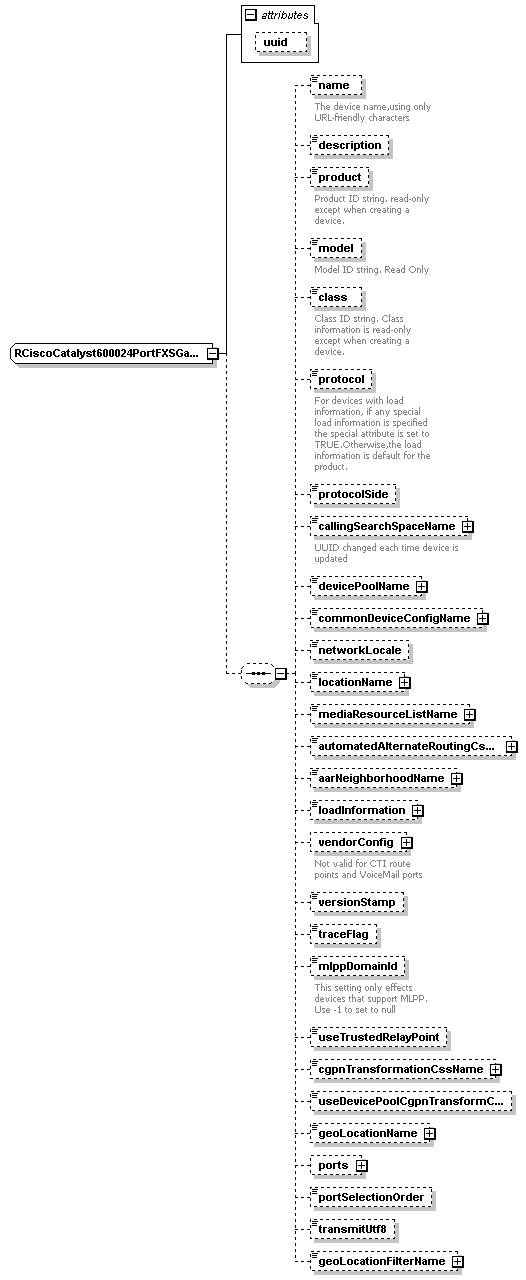 attributes
uuid
name
The device name,using only
URL-friendly characters
description
product
Product ID string. read-only
except when creating a
device.
model
Model ID string. Read Only
class
Class ID string. Class
information is read-only
except when creating a
device.
RCiscoCatalyst600024PortFXSGa...
protocol
For devices with load
information, if any special
load information is specified
the special attribute is set to
TRUE.Otherwise,the load
information is default for the
product.
protocolSide
callingSearchSpaceName
UUID changed each time device is
updated
devicePoolName
commonDeviceConfigName
networkLocale
locationName
mediaResourceListName
automatedAlternateRoutingCs...
aarNeighborhoodName
loadInformation
vendorConfig
Not valid for CTI route
points and VoiceMail ports
versionStamp
traceFlag
mlppDomainId
This setting only effects
devices that support MLPP.
Use -1 to set to null
useTrustedRelayPoint
cgpnTransformationCssName
useDevicePoolCgpnTransformC...
geoLocationName
ports
portSelectionOrder
transmitUtf8
geoLocationFilterName